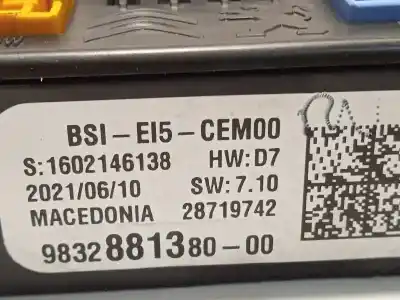 BSI-EI5-CEM00
S:1602146138 HW:D7
2021/06/10 SW:7.10
MACEDONIA 28719742
9832881380-00